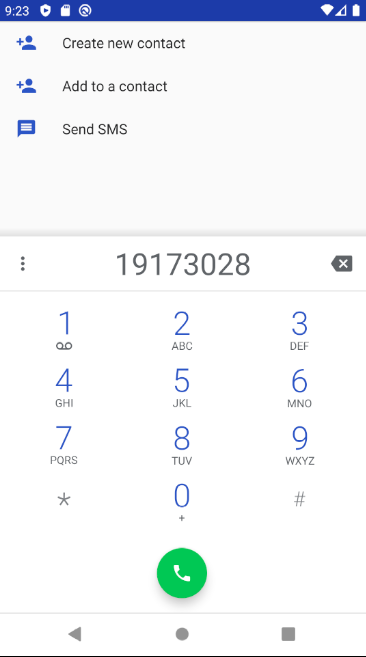 9:23
Create new contact
Add to a contact
Send SMS
19173028
1 2 3
ABC DEF
4 5 6
GHI JKL MNO
7 8 9
PQRS TUV WXYZ
* 0 #
+